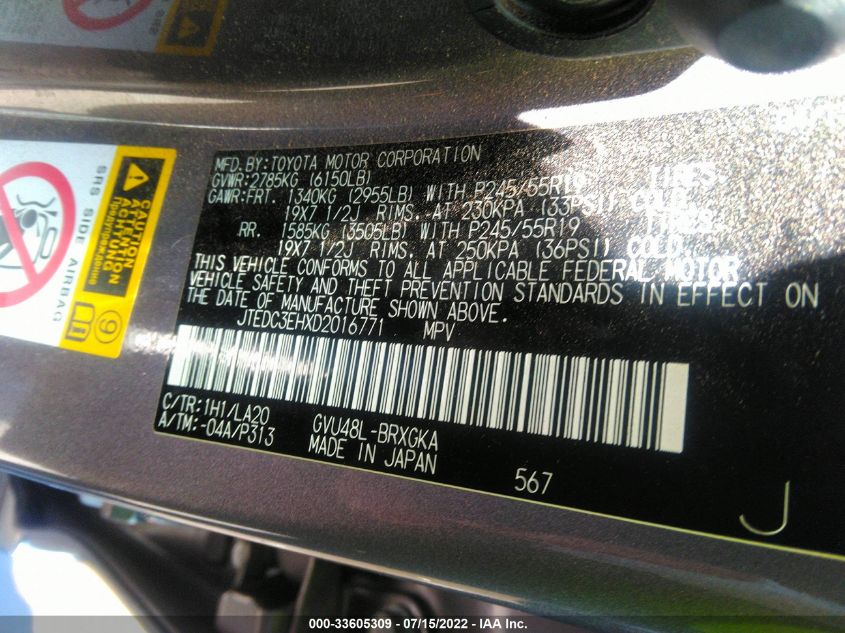 MFD.BY:TOYOTA MOTOR CORPORATION
GVWR:2785KG (6150LB)
GAWR:FRT. 1340KG (2955LB) WITH P245/55R19 TIRES.
19X7 1/2J RIMS. AT 230KPA (33PSI) COLD.
RR. 1585KG (3505LB) WITH P245/55R19
19X7 1/2J RIMS. AT 250KPA (36PSI) COLD.
THIS VEHICLE CONFORMS TO ALL APPLICABLE FEDERAL MOTOR
VEHICLE SAFETY AND THEFT PREVENTION STANDARDS IN EFFECT ON
THE DATE OF MANUFACTURE SHOWN ABOVE.
JTEDC3EHXD2016771 MPV
C/TR:1H1/LA20 GVU48L-BRXGKA
A/TM:-04A/P313 MADE IN JAPAN 567
J
SRS SIDE AIRBAG
CAUTION
ATTENTION
ACHTUNG
9
000-33605309 - 07/15/2022 - © IAA Inc.